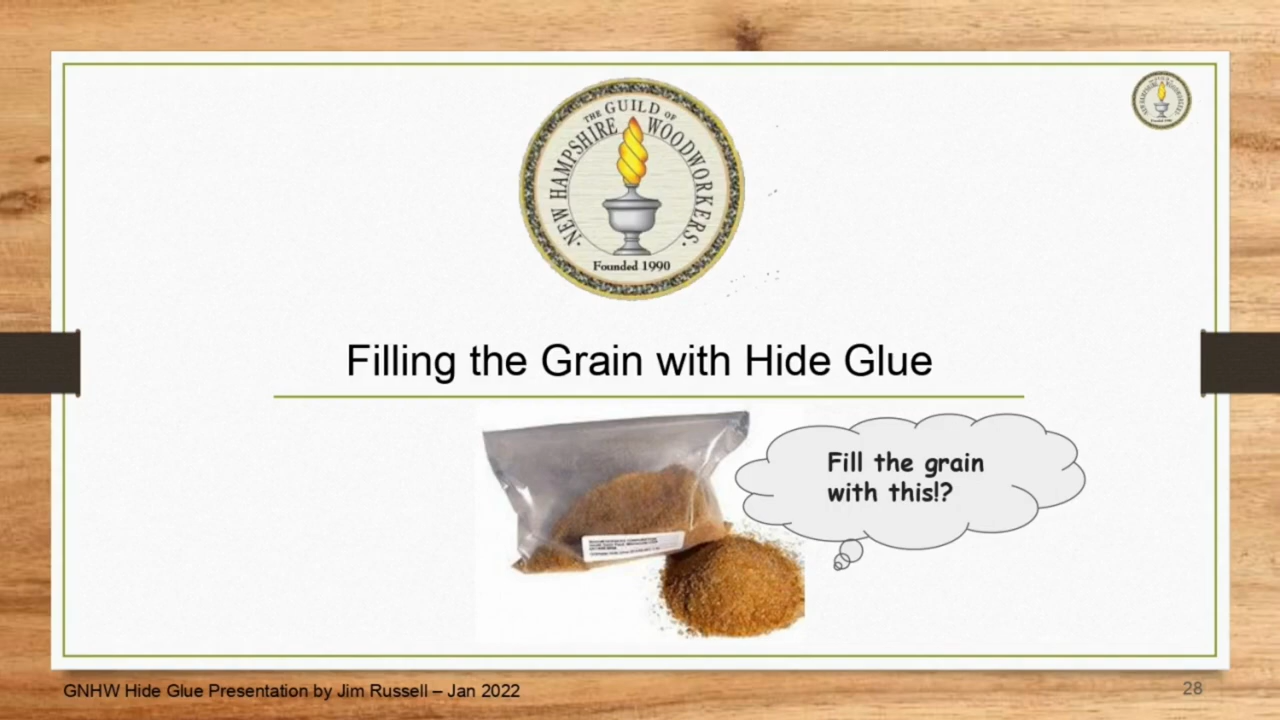 THE GUILD OF
NEW HAMPSHIRE WOODWORKERS
Founded 1990
Filling the Grain with Hide Glue
Fill the grain
with this!?
GNHW Hide Glue Presentation by Jim Russell – Jan 2022
28